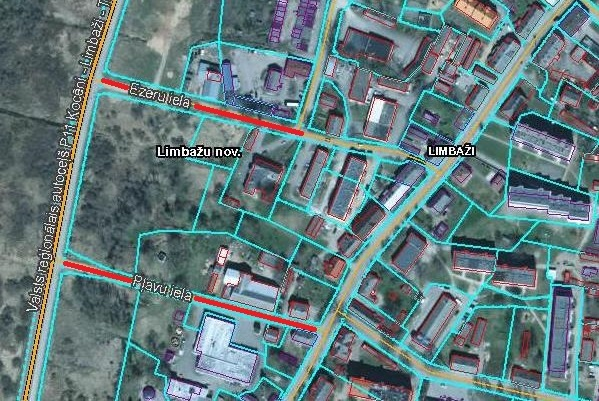 Ezeru iela
Limbažu nov.
LIMBAŽI
Pļavu iela
Valsts reģionālais autoceļš P11 Kocēni - Limbaži - T